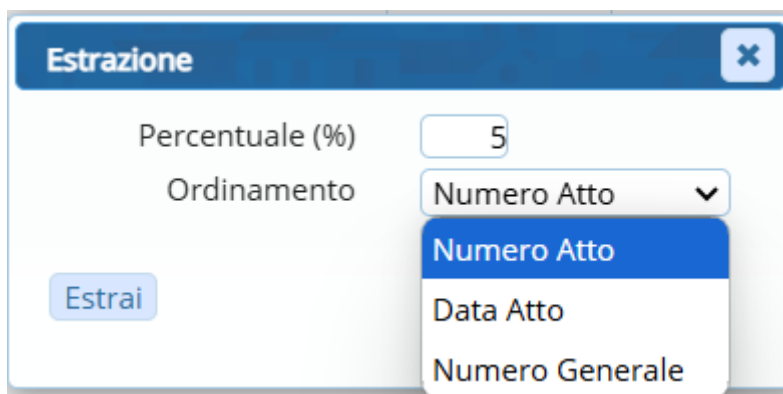 Estrazione
Percentuale (%) 5
Ordinamento Numero Atto
Numero Atto
Estrai
Data Atto
Numero Generale